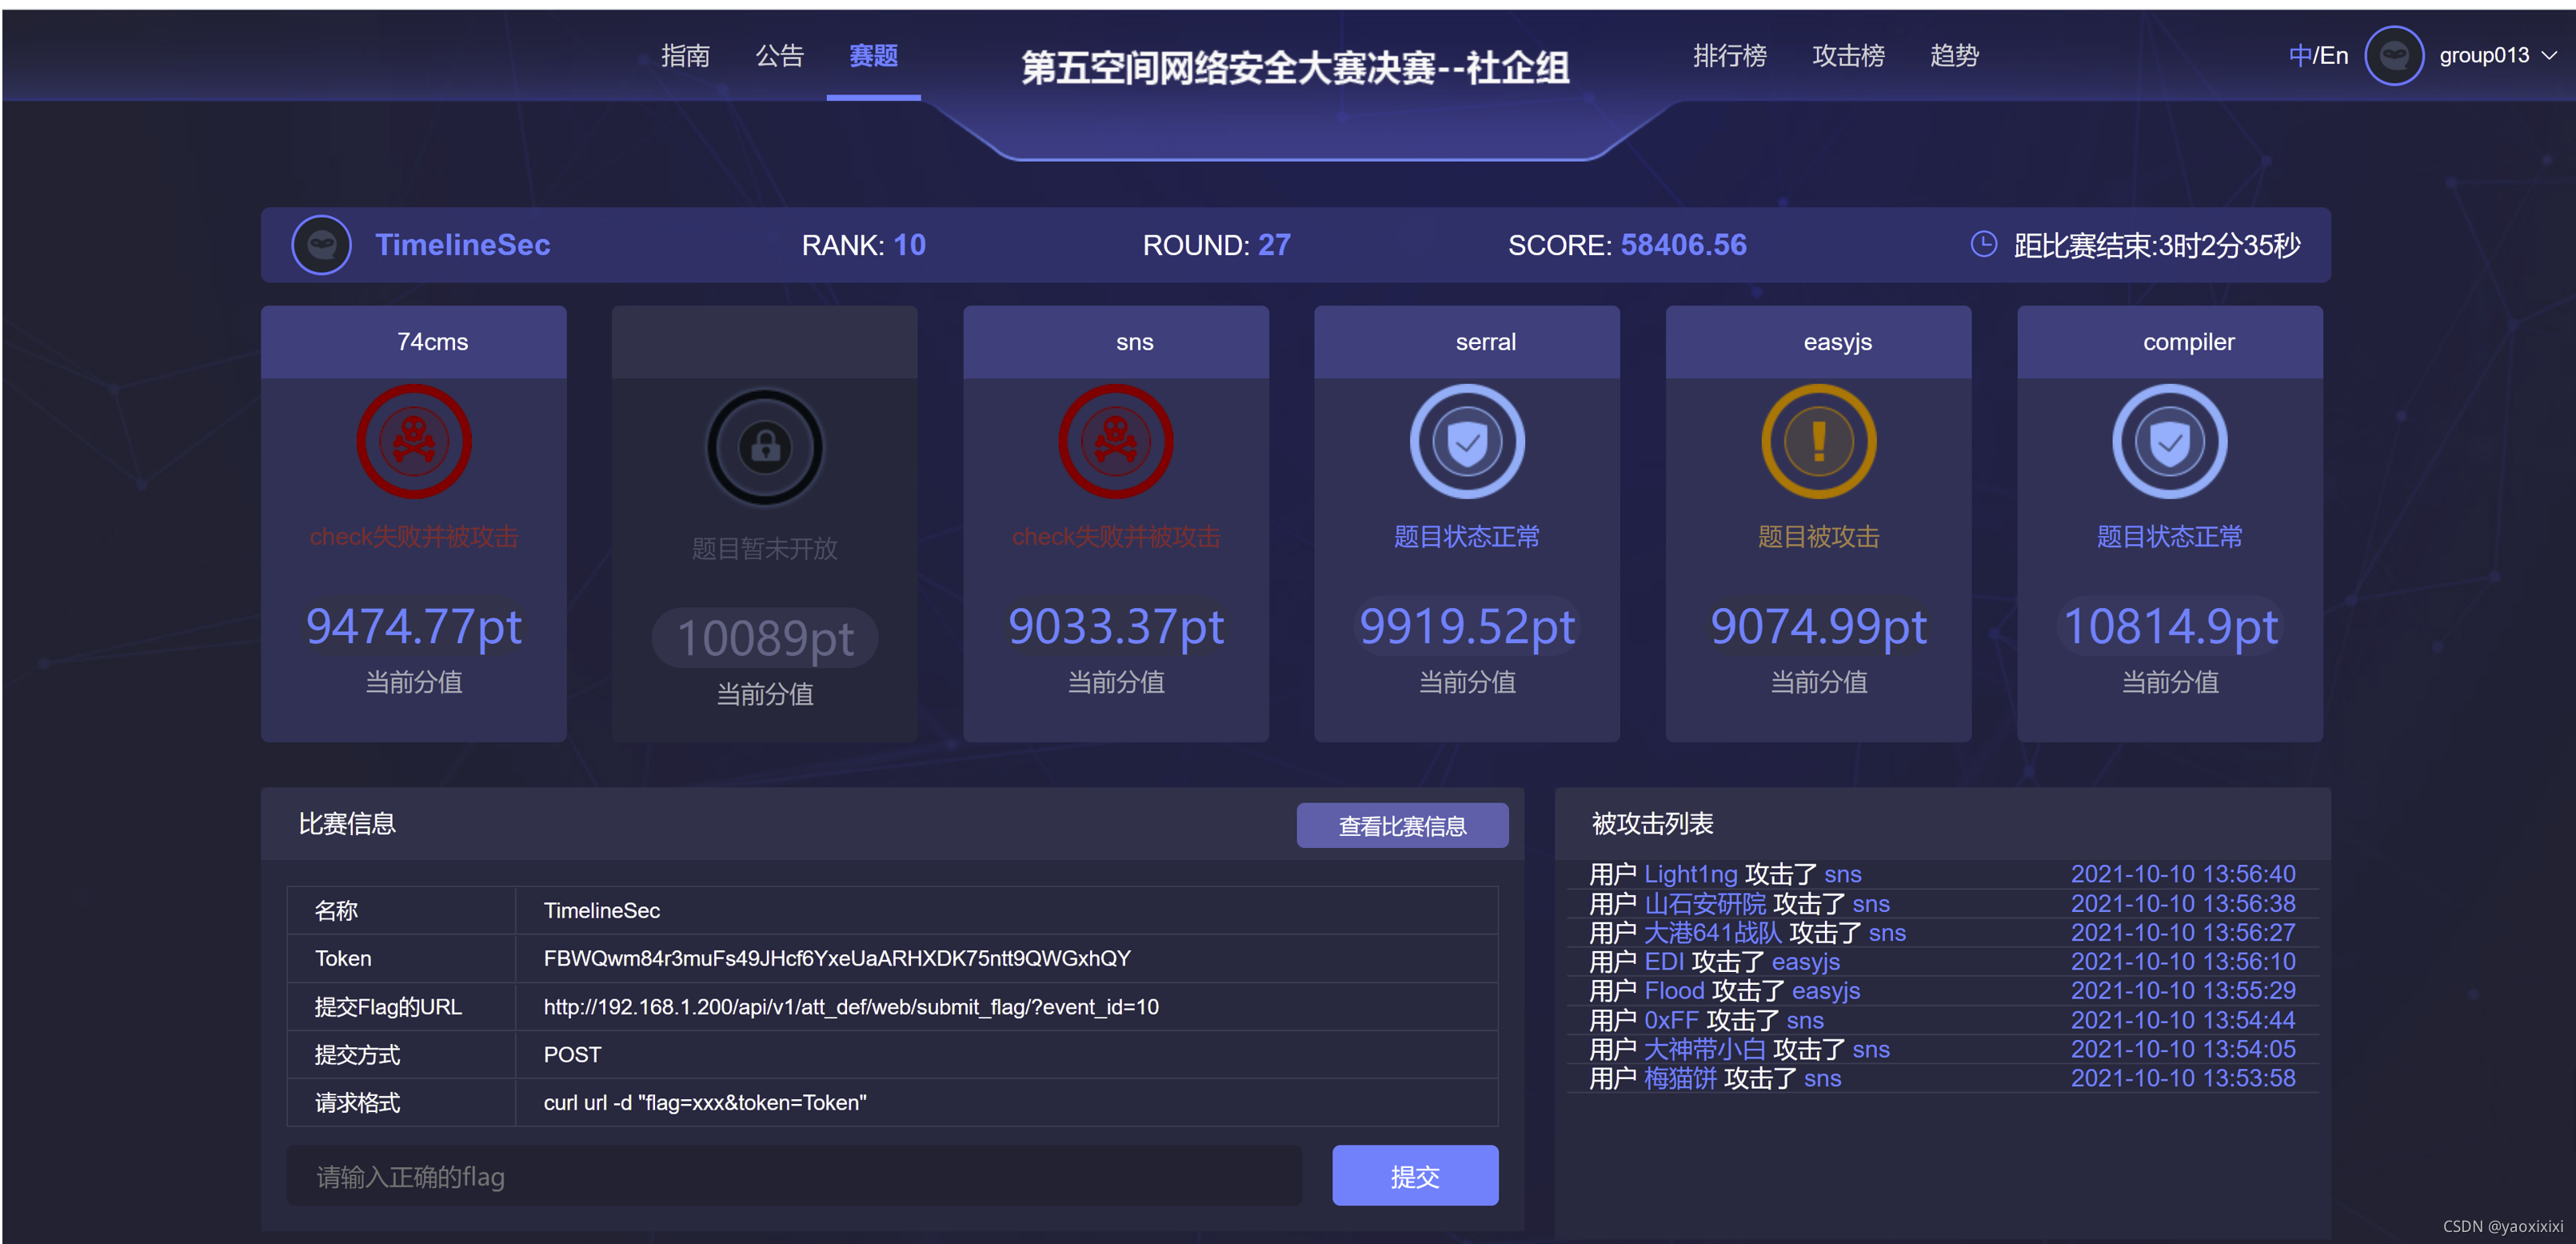 指南 公告 赛题 第五空间网络安全大赛决赛--社企组 排行榜 攻击榜 趋势 中/En group013
TimelineSec RANK: 10 ROUND: 27 SCORE: 58406.56 距比赛结束:3时2分35秒
74cms sns serral easyjs compiler
check失败并被攻击 题目暂未开放 check失败并被攻击 题目状态正常 题目被攻击 题目状态正常
9474.77pt 10089pt 9033.37pt 9919.52pt 9074.99pt 10814.9pt
当前分值 当前分值 当前分值 当前分值 当前分值 当前分值
比赛信息 查看比赛信息
名称 TimelineSec
Token FBWQwm84r3muFs49JHcf6YxeUaARHXDK75ntt9QWGxhQY
提交Flag的URL http://192.168.1.200/api/v1/att_def/web/submit_flag/?event_id=10
提交方式 POST
请求格式 curl url -d "flag=xxx&token=Token"
请输入正确的flag 提交
被攻击列表
用户 Light1ng 攻击了 sns 2021-10-10 13:56:40
用户 山石安研院 攻击了 sns 2021-10-10 13:56:38
用户 大港641战队 攻击了 sns 2021-10-10 13:56:27
用户 EDI 攻击了 easyjs 2021-10-10 13:56:10
用户 Flood 攻击了 easyjs 2021-10-10 13:55:29
用户 0xFF 攻击了 sns 2021-10-10 13:54:44
用户 大神带小白 攻击了 sns 2021-10-10 13:54:05
用户 梅猫饼 攻击了 sns 2021-10-10 13:53:58
CSDN @yaoxixixi